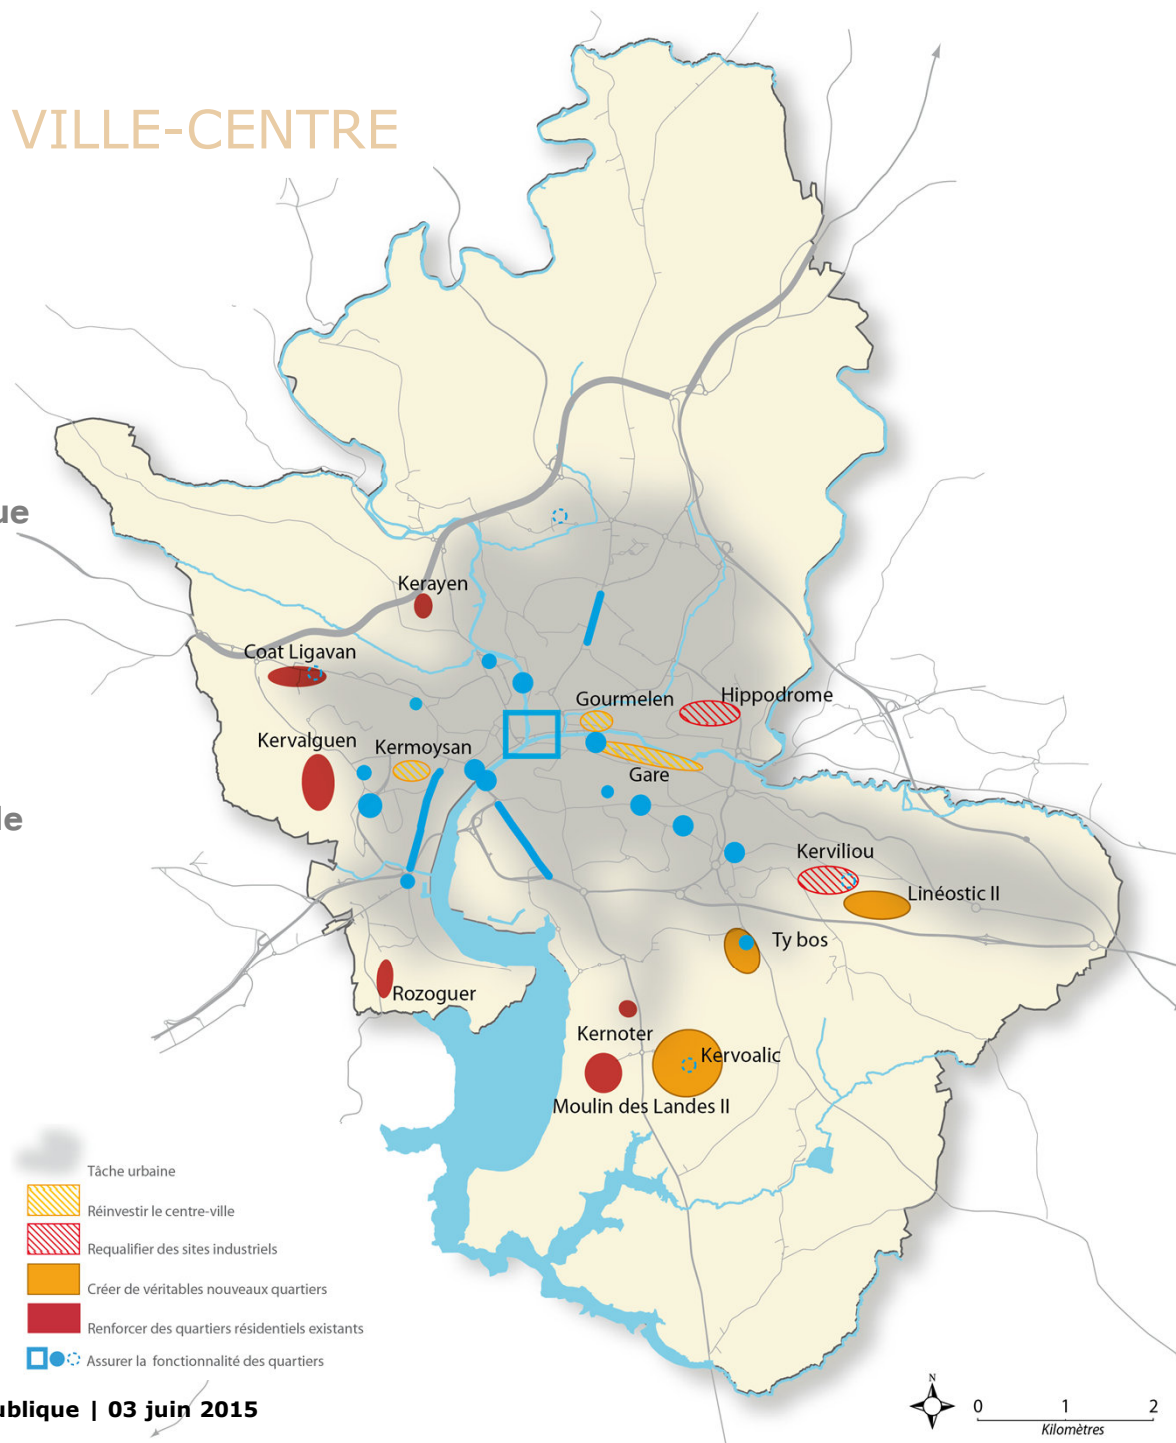 VILLE-CENTRE
ue
Kerayen
Coat Ligavan
Gourmelen
Hippodrome
Kervalguen
Kermoysan
Gare
le
Kerviliou
Linéostic II
Ty bos
Rozoguer
Kernoter
Kervoalic
Moulin des Landes II
Tâche urbaine
Réinvestir le centre-ville
Requalifier des sites industriels
Créer de véritables nouveaux quartiers
Renforcer des quartiers résidentiels existants
Assurer la fonctionnalité des quartiers
ublique | 03 juin 2015
N
0 1 2
Kilomètres